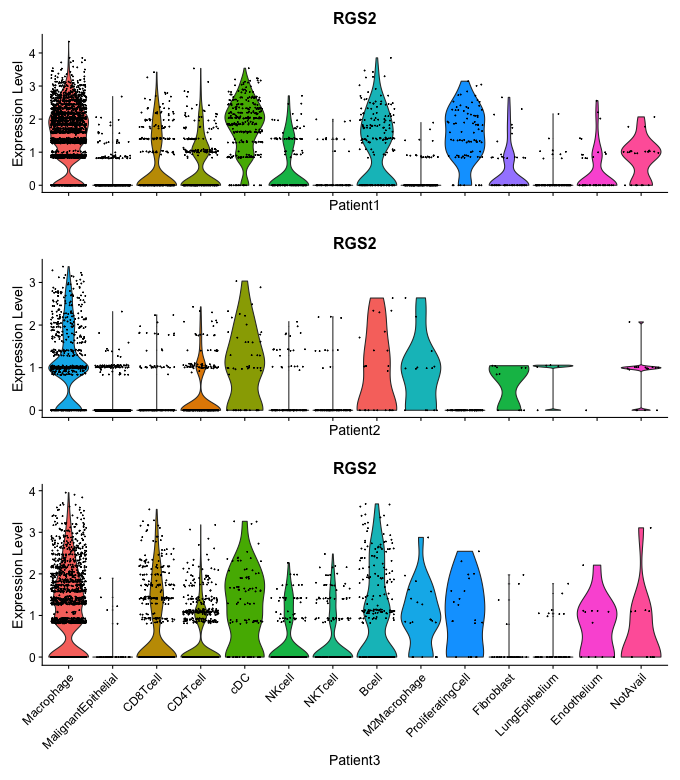 RGS2
Expression Level
4
3
2
1
0
Patient1
RGS2
Expression Level
3
2
1
0
Patient2
RGS2
Expression Level
4
3
2
1
0
Macrophage
MalignantEpithelial
CD8Tcell
CD4Tcell
cDC
NKcell
NKTcell
Bcell
M2Macrophage
ProliferatingCell
Fibroblast
LungEpithelium
Endothelium
NotAvail
Patient3